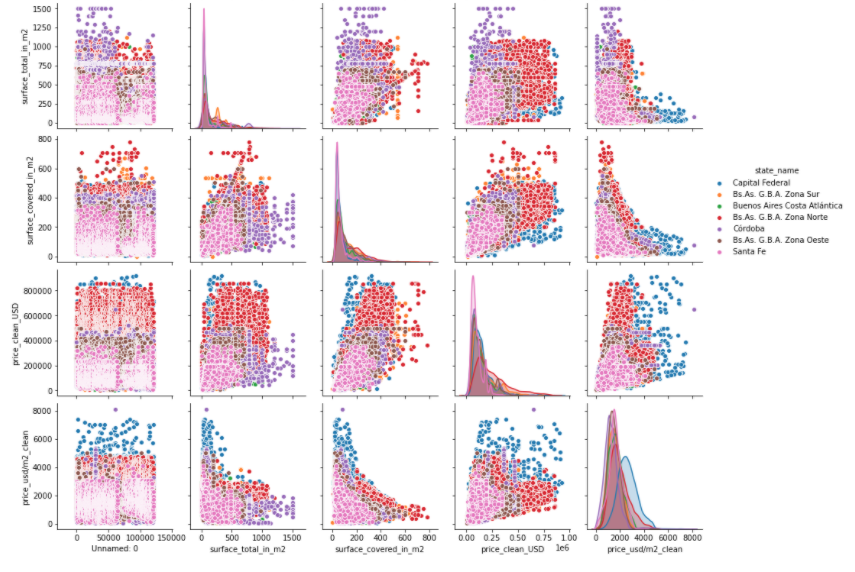 1500
1250
1000
750
500
250
0
surface_total_in_m2
800
600
400
200
0
surface_covered_in_m2
state_name
Capital Federal
Bs.As. G.B.A. Zona Sur
Buenos Aires Costa Atlántica
Bs.As. G.B.A. Zona Norte
Córdoba
Bs.As. G.B.A. Zona Oeste
Santa Fe
800000
600000
400000
200000
0
price_clean_USD
8000
6000
4000
2000
0
price_usd/m2_clean
0 50000 100000 150000
0 500 1000 1500
0 200 400 600 800
0.00 0.25 0.50 0.75 1.00
1e6
0 2000 4000 6000 8000
Unnamed: 0
surface_total_in_m2
surface_covered_in_m2
price_clean_USD
price_usd/m2_clean